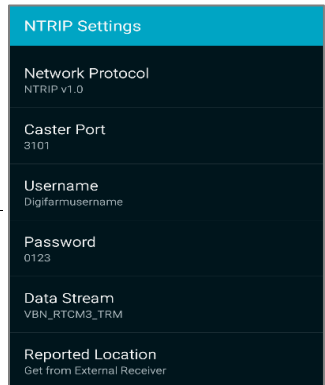 NTRIP Settings
Network Protocol
NTRIP v1.0
Caster Port
3101
Username
Digifarmusername
Password
0123
Data Stream
VBN_RTCM3_TRM
Reported Location
Get from External Receiver